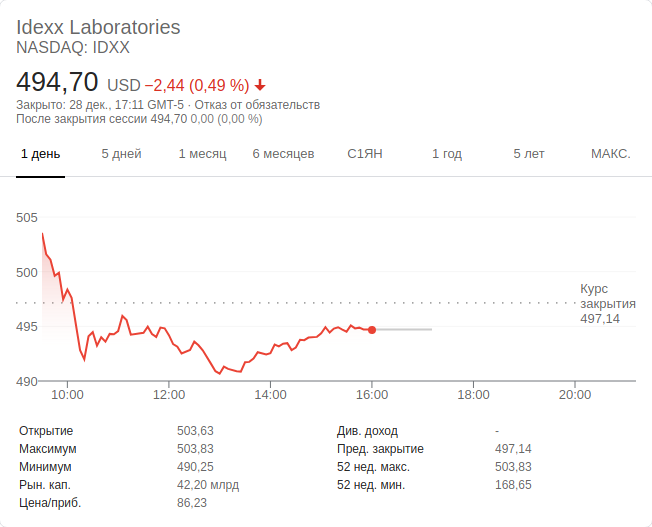 Idexx Laboratories
NASDAQ: IDXX
494,70 USD −2,44 (0,49 %)
Закрыто: 28 дек., 17:11 GMT-5 · Отказ от обязательств
После закрытия сессии 494,70 0,00 (0,00 %)
1 день 5 дней 1 месяц 6 месяцев С1ЯН 1 год 5 лет МАКС.
505
500
495
490
Курс
закрытия
497,14
10:00 12:00 14:00 16:00 18:00 20:00
Открытие 503,63 Див. доход -
Максимум 503,83 Пред. закрытие 497,14
Минимум 490,25 52 нед. макс. 503,83
Рын. кап. 42,20 млрд 52 нед. мин. 168,65
Цена/приб. 86,23